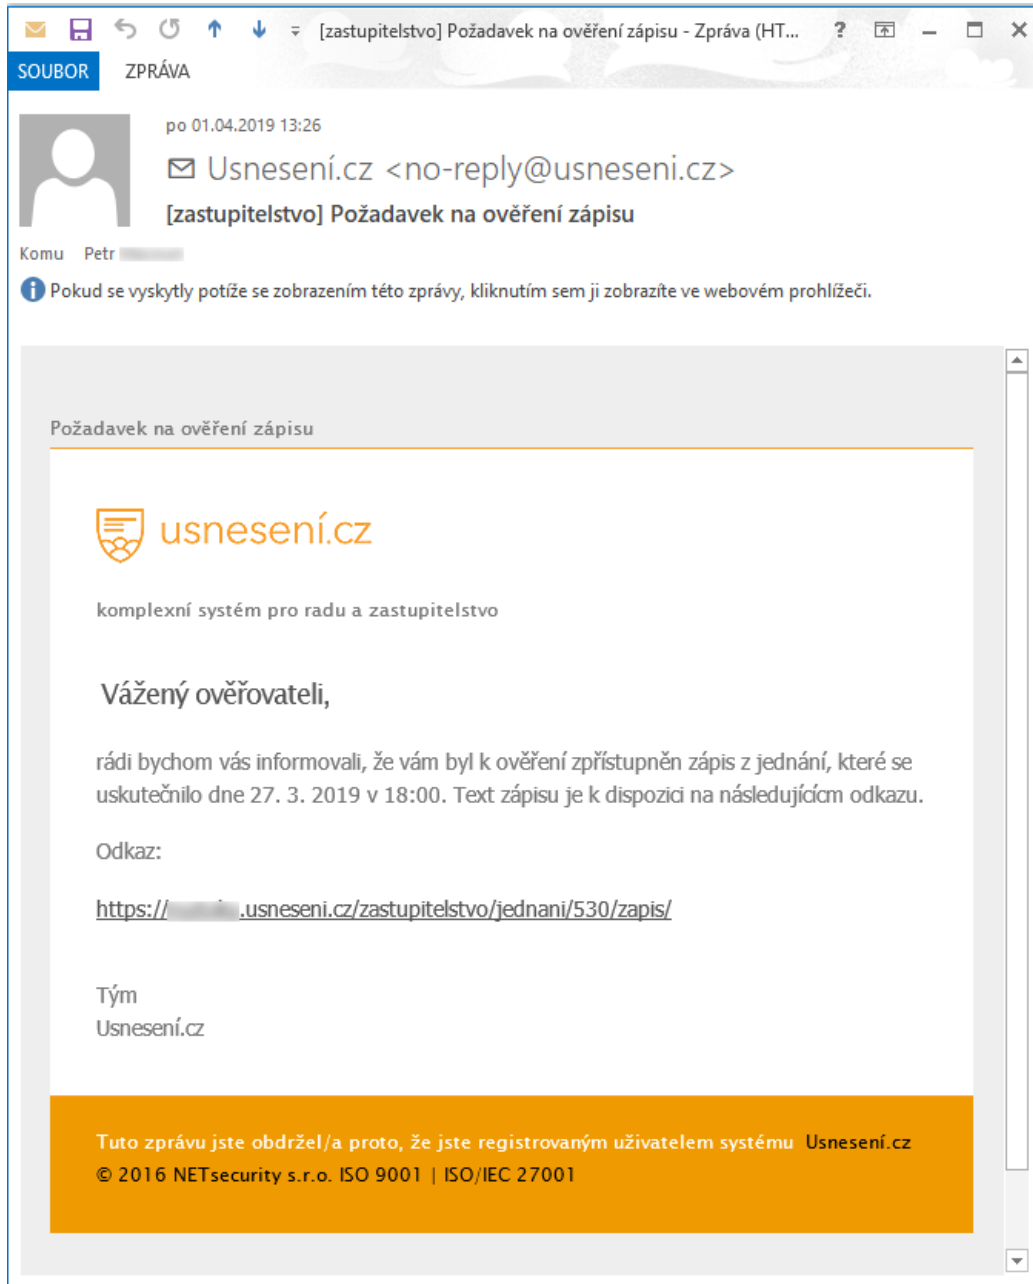 [zastupitelstvo] Požadavek na ověření zápisu - Zpráva (HT...
SOUBOR ZPRÁVA
po 01.04.2019 13:26
Usnesení.cz <no-reply@usneseni.cz>
[zastupitelstvo] Požadavek na ověření zápisu
Komu Petr
Pokud se vyskytly potíže se zobrazením této zprávy, kliknutím sem ji zobrazíte ve webovém prohlížeči.
Požadavek na ověření zápisu
usnesení.cz
komplexní systém pro radu a zastupitelstvo
Vážený ověřovateli,
rádi bychom vás informovali, že vám byl k ověření zpřístupněn zápis z jednání, které se
uskutečnilo dne 27. 3. 2019 v 18:00. Text zápisu je k dispozici na následujícícm odkazu.
Odkaz:
https:// .usneseni.cz/zastupitelstvo/jednani/530/zapis/
Tým
Usnesení.cz
Tuto zprávu jste obdržel/a proto, že jste registrovaným uživatelem systému Usnesení.cz
© 2016 NETsecurity s.r.o. ISO 9001 | ISO/IEC 27001